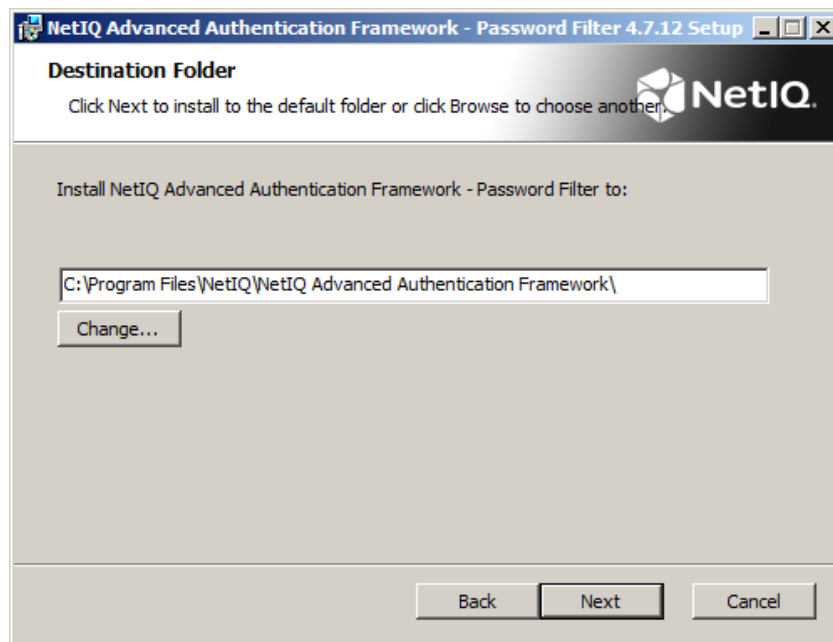 NetIQ Advanced Authentication Framework - Password Filter 4.7.12 Setup
Destination Folder
Click Next to install to the default folder or click Browse to choose another.
NetIQ.
Install NetIQ Advanced Authentication Framework - Password Filter to:
C:\Program Files\NetIQ\NetIQ Advanced Authentication Framework\
Change...
Back Next Cancel